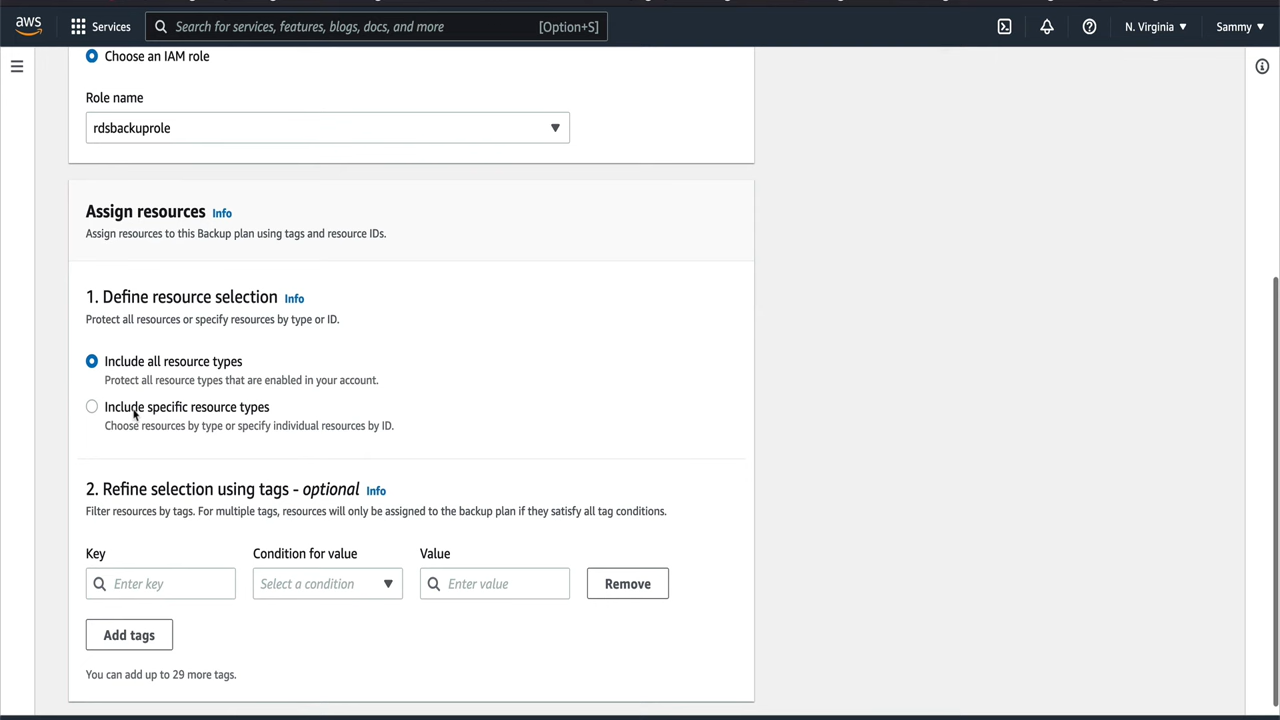 aws
Services
Search for services, features, blogs, docs, and more
[Option+S]
N. Virginia
Sammy
Choose an IAM role
Role name
rdsbackuprole
Assign resources Info
Assign resources to this Backup plan using tags and resource IDs.
1. Define resource selection Info
Protect all resources or specify resources by type or ID.
Include all resource types
Protect all resource types that are enabled in your account.
Include specific resource types
Choose resources by type or specify individual resources by ID.
2. Refine selection using tags - optional Info
Filter resources by tags. For multiple tags, resources will only be assigned to the backup plan if they satisfy all tag conditions.
Key Condition for value Value
Enter key Select a condition Enter value Remove
Add tags
You can add up to 29 more tags.